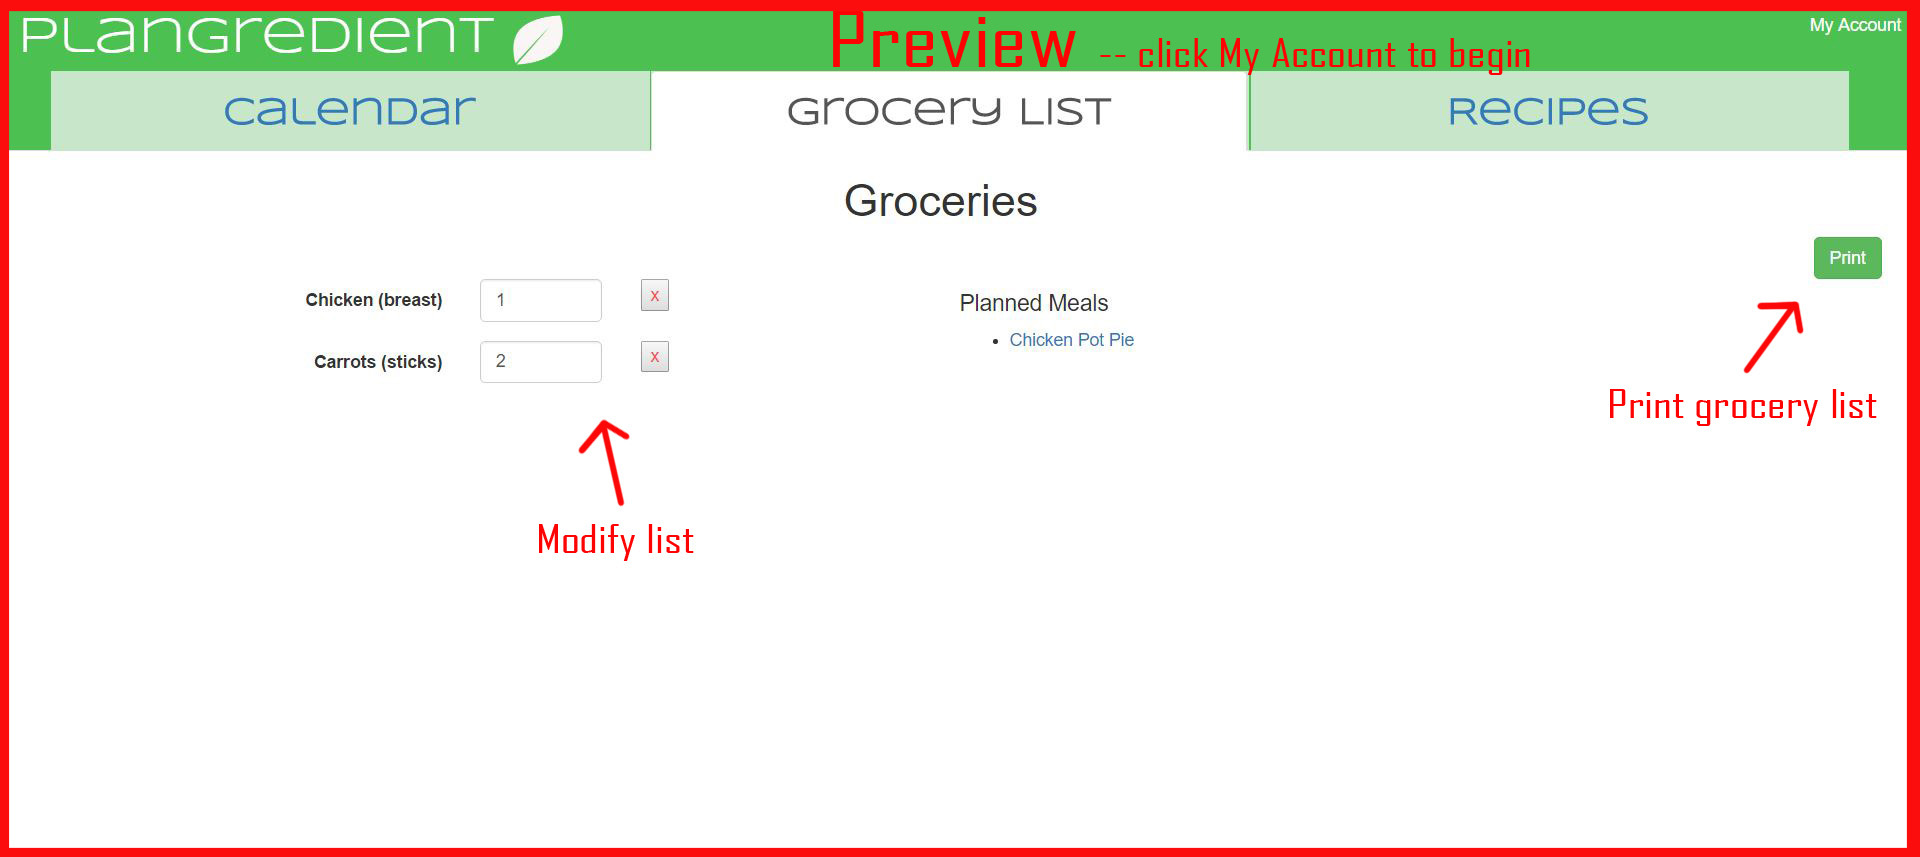 PLanGreDienT
Preview -- click My Account to begin
My Account
Calendar
Grocery List
Recipes
Groceries
Print
Chicken (breast) 1 X
Planned Meals
Carrots (sticks) 2 X
Chicken Pot Pie
Print grocery list
Modify list